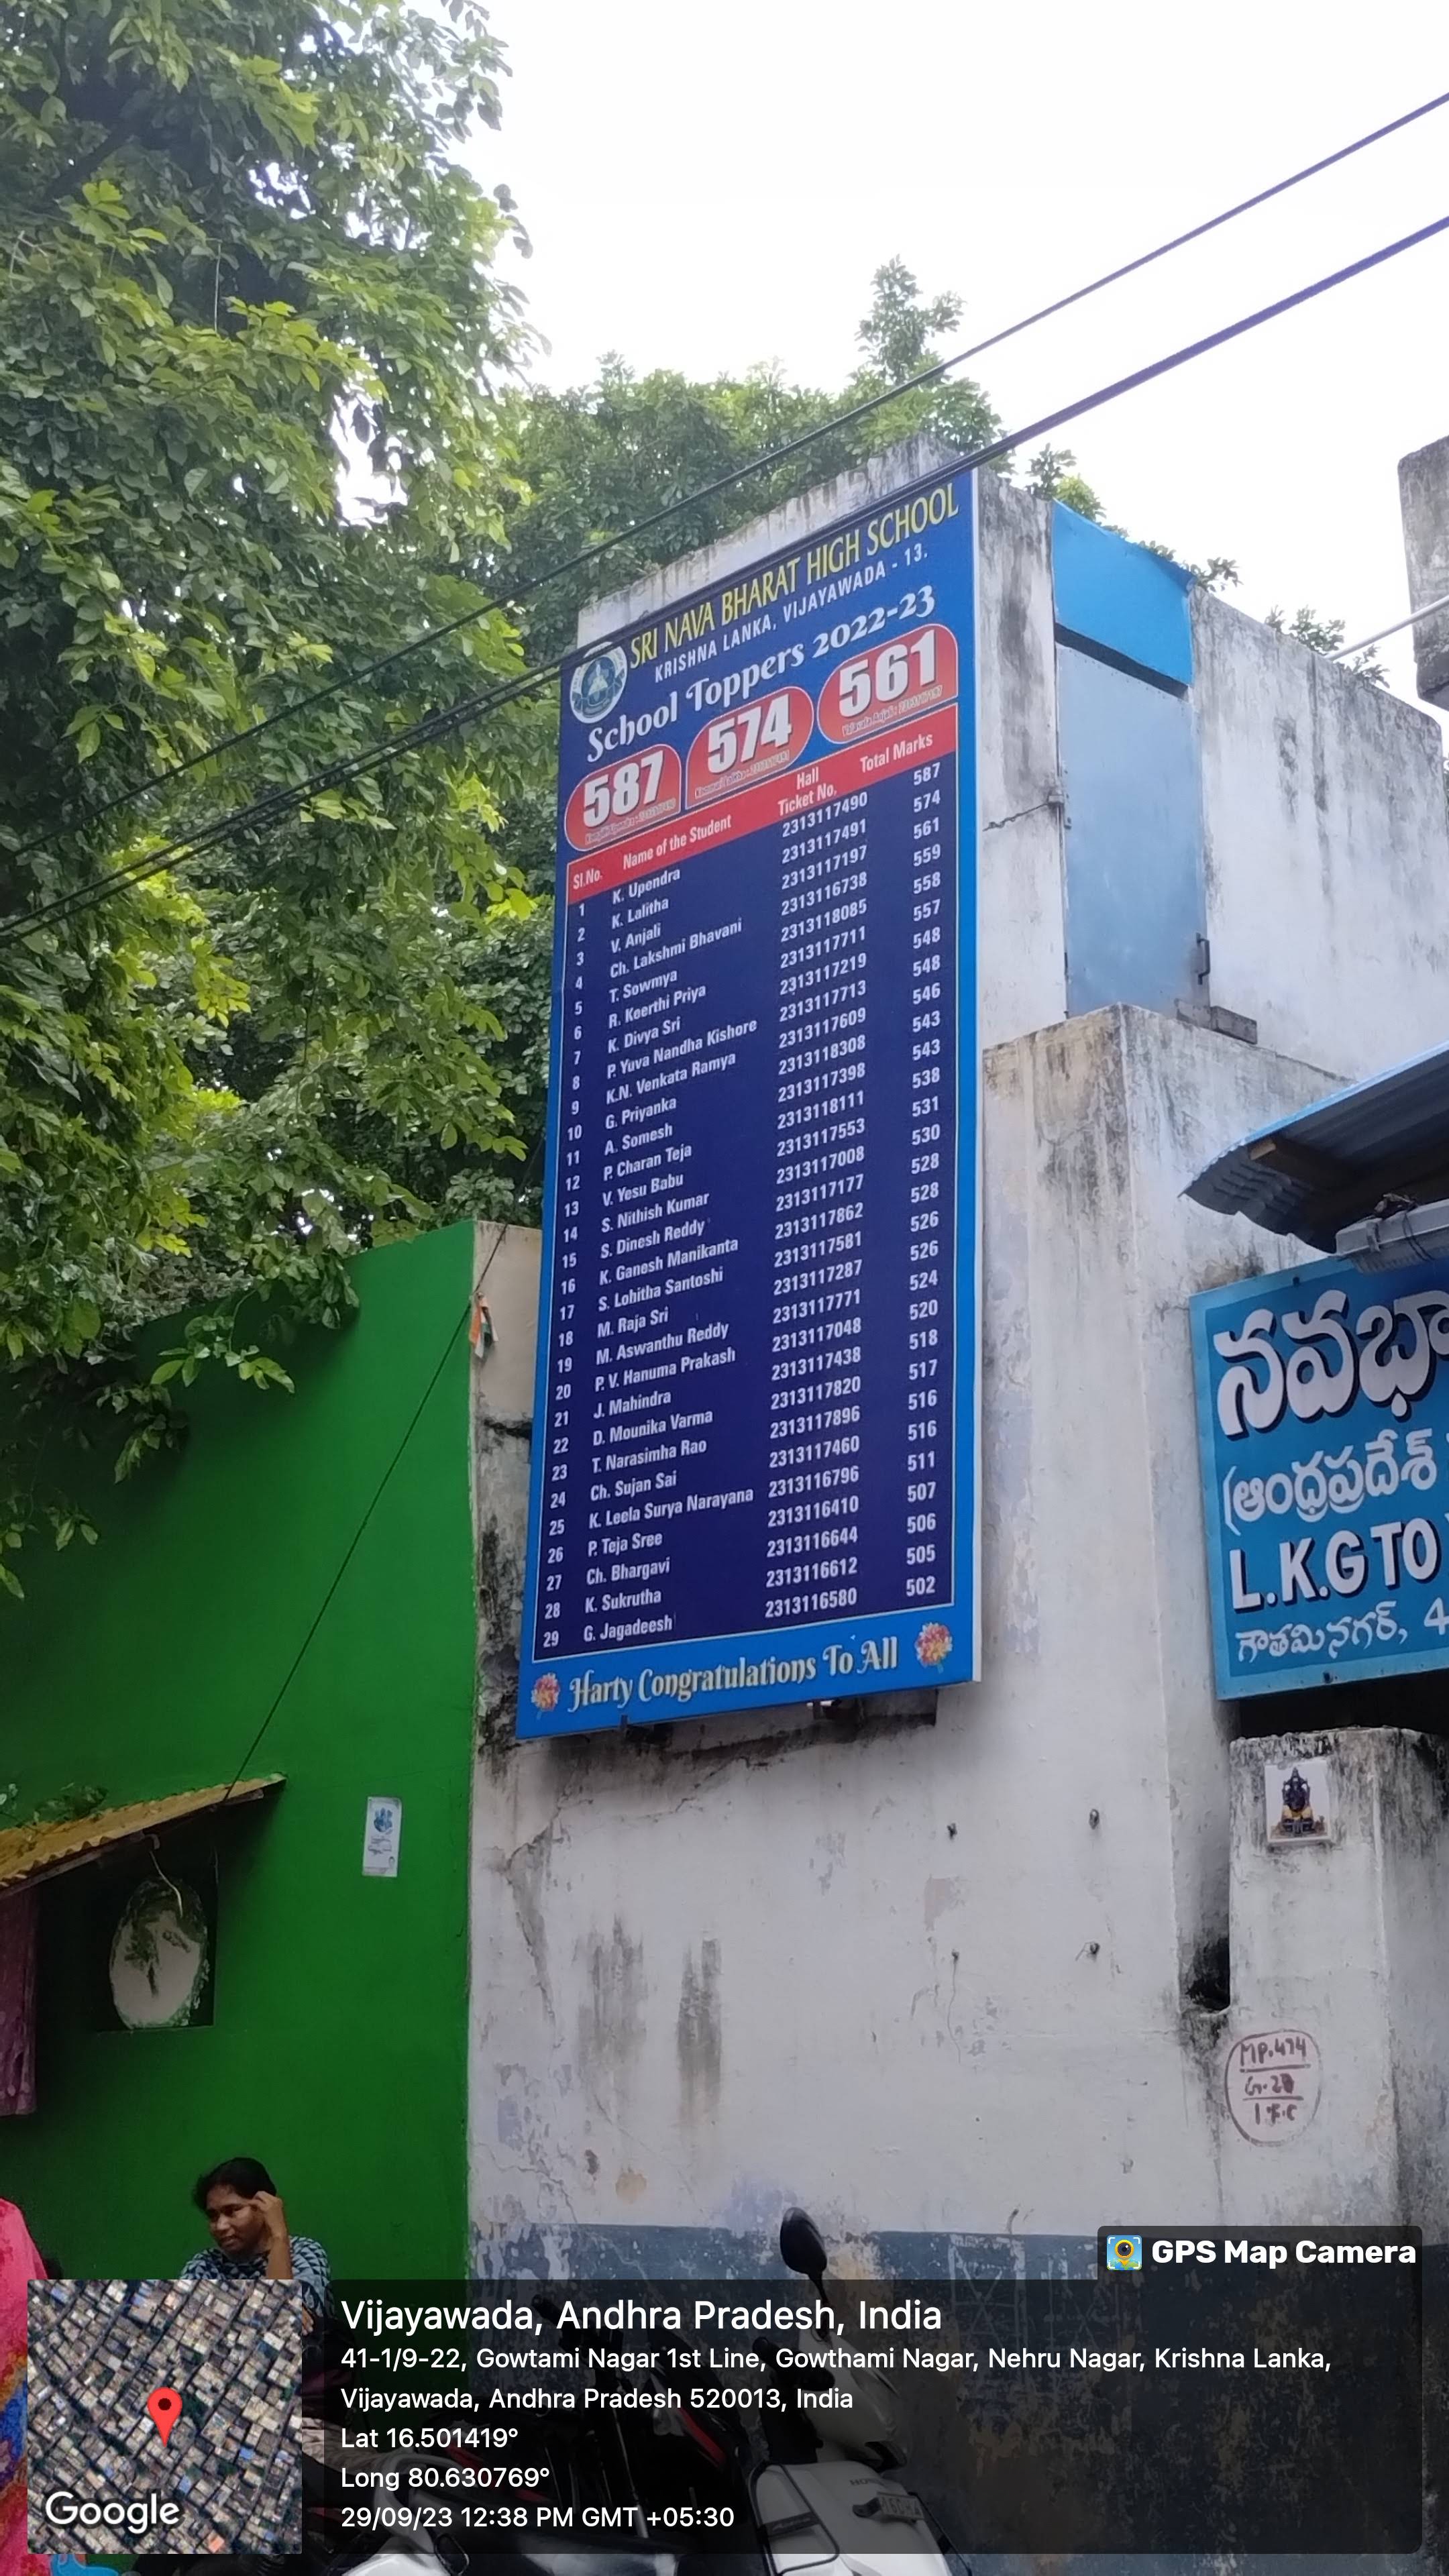 SRI NAVA BHARAT HIGH SCHOOL
KRISHNA LANKA, VIJAYAWADA - 13.
School Toppers 2022-23
587 574 561
Sl.No. Name of the Student Hall Ticket No. Total Marks
1 K. Upendra 2313117490 587
2 K. Lalitha 2313117491 574
3 V. Anjali 2313117197 561
4 Ch. Lakshmi Bhavani 2313116738 559
5 T. Sowmya 2313118085 558
6 R. Keerthi Priya 2313117711 557
7 K. Divya Sri 2313117219 548
8 P. Yuva Nandha Kishore 2313117713 548
9 K.N. Venkata Ramya 2313117609 546
10 G. Priyanka 2313118308 543
11 A. Somesh 2313117398 543
12 P. Charan Teja 2313118111 538
13 V. Yesu Babu 2313117553 531
14 S. Nithish Kumar 2313117008 530
15 S. Dinesh Reddy 2313117177 528
16 K. Ganesh Manikanta 2313117862 528
17 S. Lohitha Santoshi 2313117581 526
18 M. Raja Sri 2313117287 526
19 M. Aswanthu Reddy 2313117771 524
20 P. V. Hanuma Prakash 2313117048 520
21 J. Mahindra 2313117438 518
22 D. Mounika Varma 2313117820 517
23 T. Narasimha Rao 2313117896 516
24 Ch. Sujan Sai 2313117460 516
25 K. Leela Surya Narayana 2313116796 511
26 P. Teja Sree 2313116410 507
27 Ch. Bhargavi 2313116644 506
28 K. Sukrutha 2313116612 505
29 G. Jagadeesh 2313116580 502
Harty Congratulations To All
నవభా
(ఆంధ్రప్రదేశ్
L.K.G TO
గౌతమినగర్, 4
MP.474
GPS Map Camera
Vijayawada, Andhra Pradesh, India
41-1/9-22, Gowtami Nagar 1st Line, Gowthami Nagar, Nehru Nagar, Krishna Lanka,
Vijayawada, Andhra Pradesh 520013, India
Lat 16.501419°
Long 80.630769°
29/09/23 12:38 PM GMT +05:30
Google